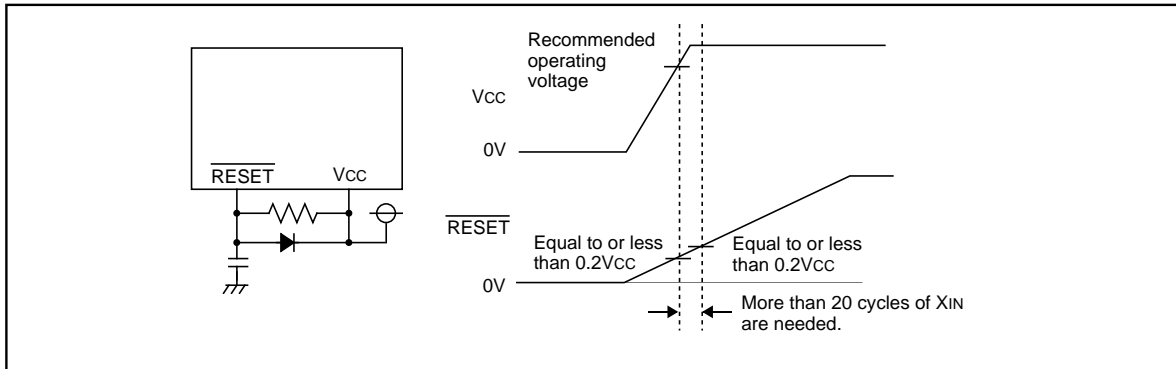 RESET
VCC
Recommended
operating
voltage
VCC
0V
RESET
0V
Equal to or less
than 0.2VCC
Equal to or less
than 0.2VCC
More than 20 cycles of XIN
are needed.